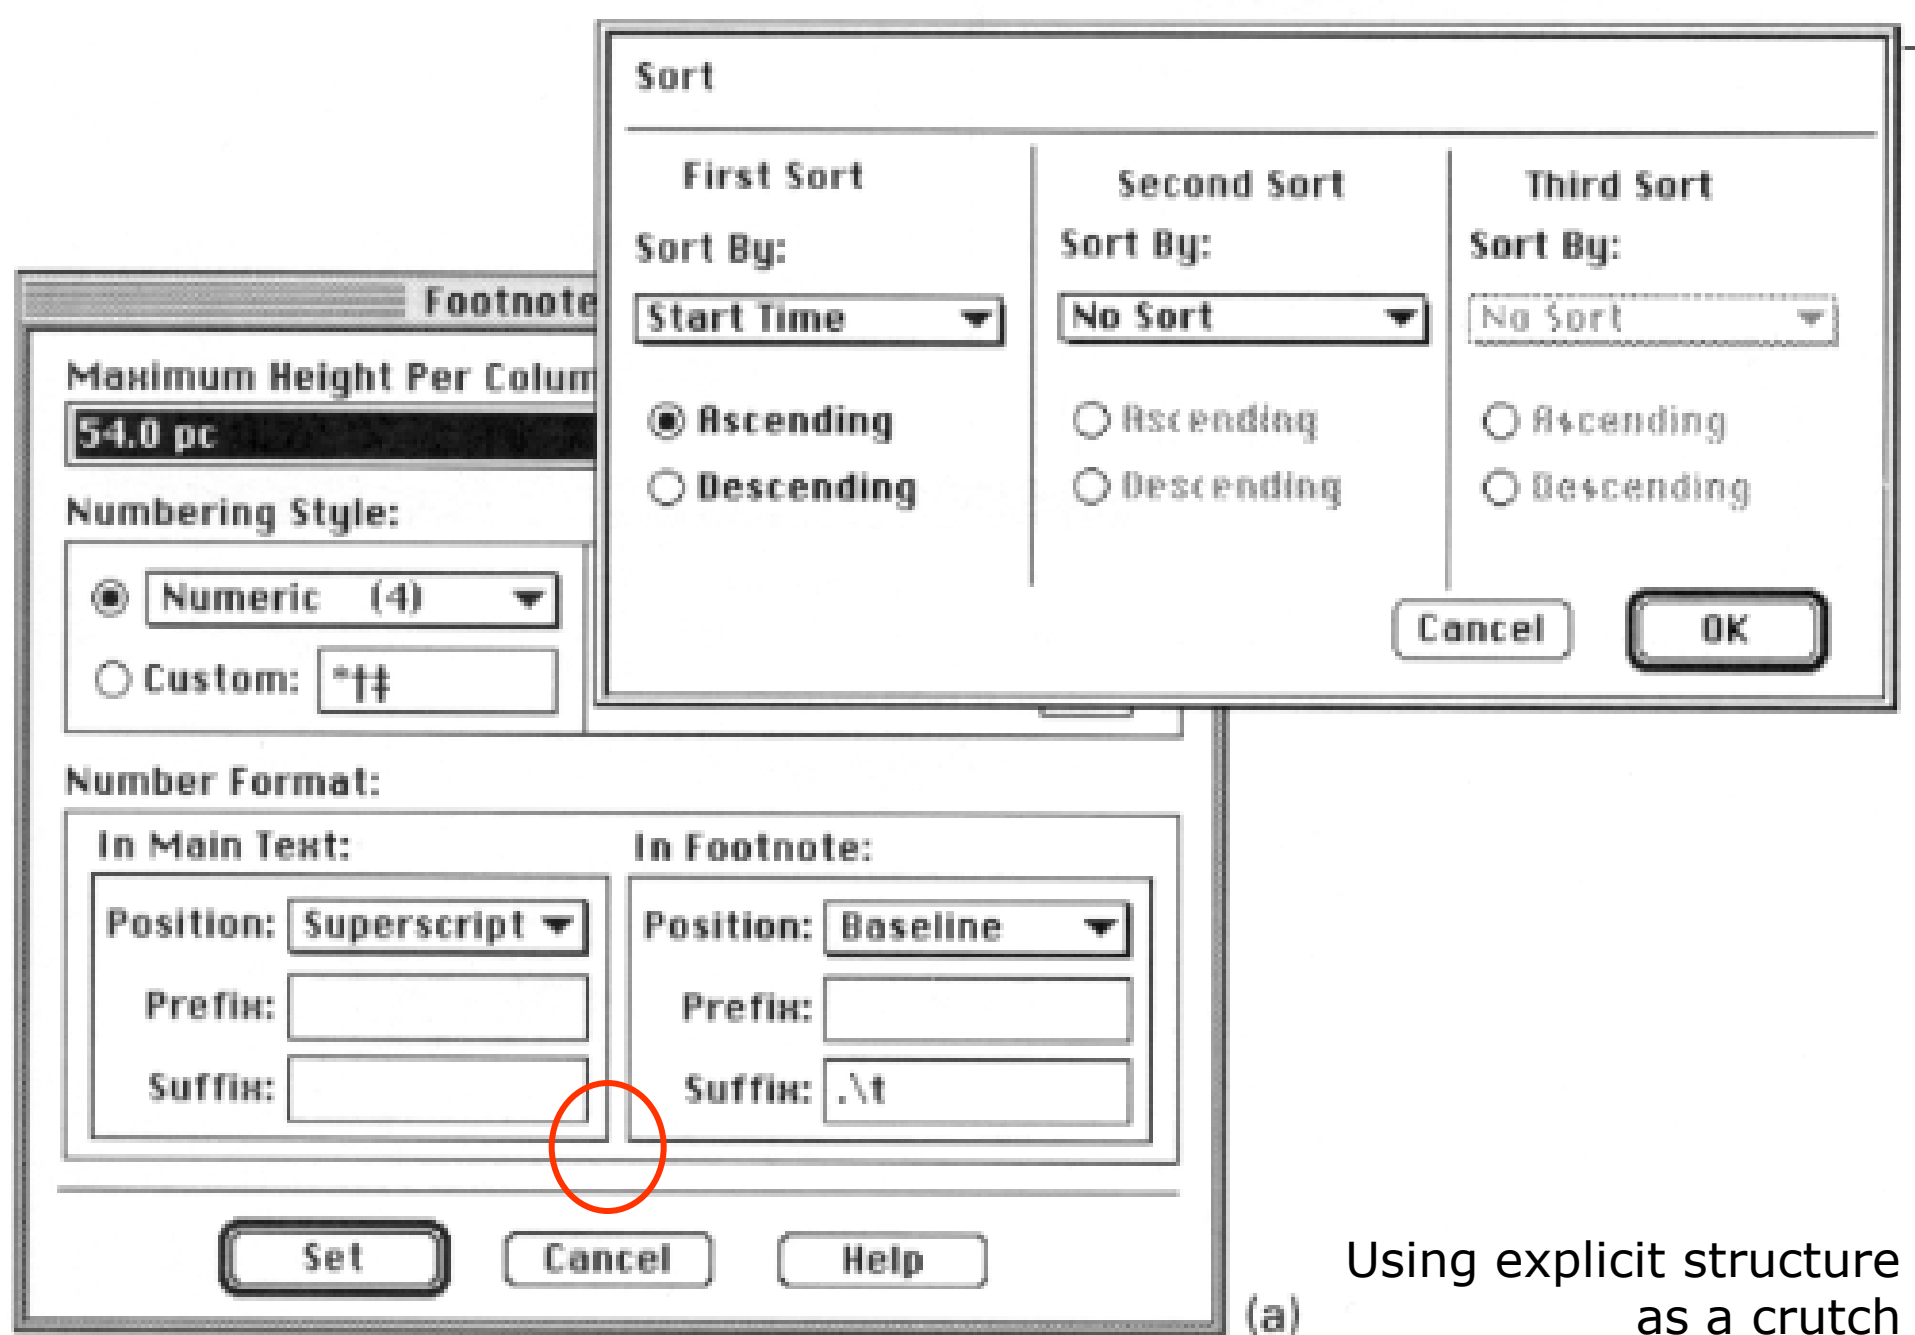 Sort
First Sort
Second Sort
Third Sort
Sort By:
Sort By:
Sort By:
Start Time
No Sort
No Sort
Ascending
Ascending
Ascending
Descending
Descending
Descending
Cancel
OK
Footnote
Maximum Height Per Colum
54.0 pc
Numbering Style:
Numeric (4)
Custom: *†‡
Number Format:
In Main Text:
In Footnote:
Position: Superscript
Position: Baseline
Prefix:
Prefix:
Suffix:
Suffix: .\t
Set
Cancel
Help
(a)
Using explicit structure
as a crutch